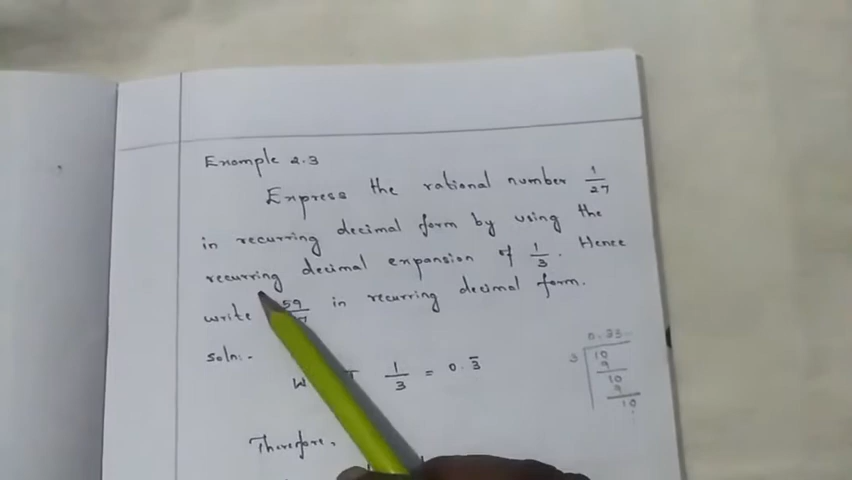 Example 2.3
Express the rational number 1/27
in recurring decimal form by using the
recurring decimal expansion of 1/3. Hence
write 59/ in recurring decimal form.
Soln:-
W T 1/3 = 0.3̅
0.33
3 10
9
10
9
10
Therefore,